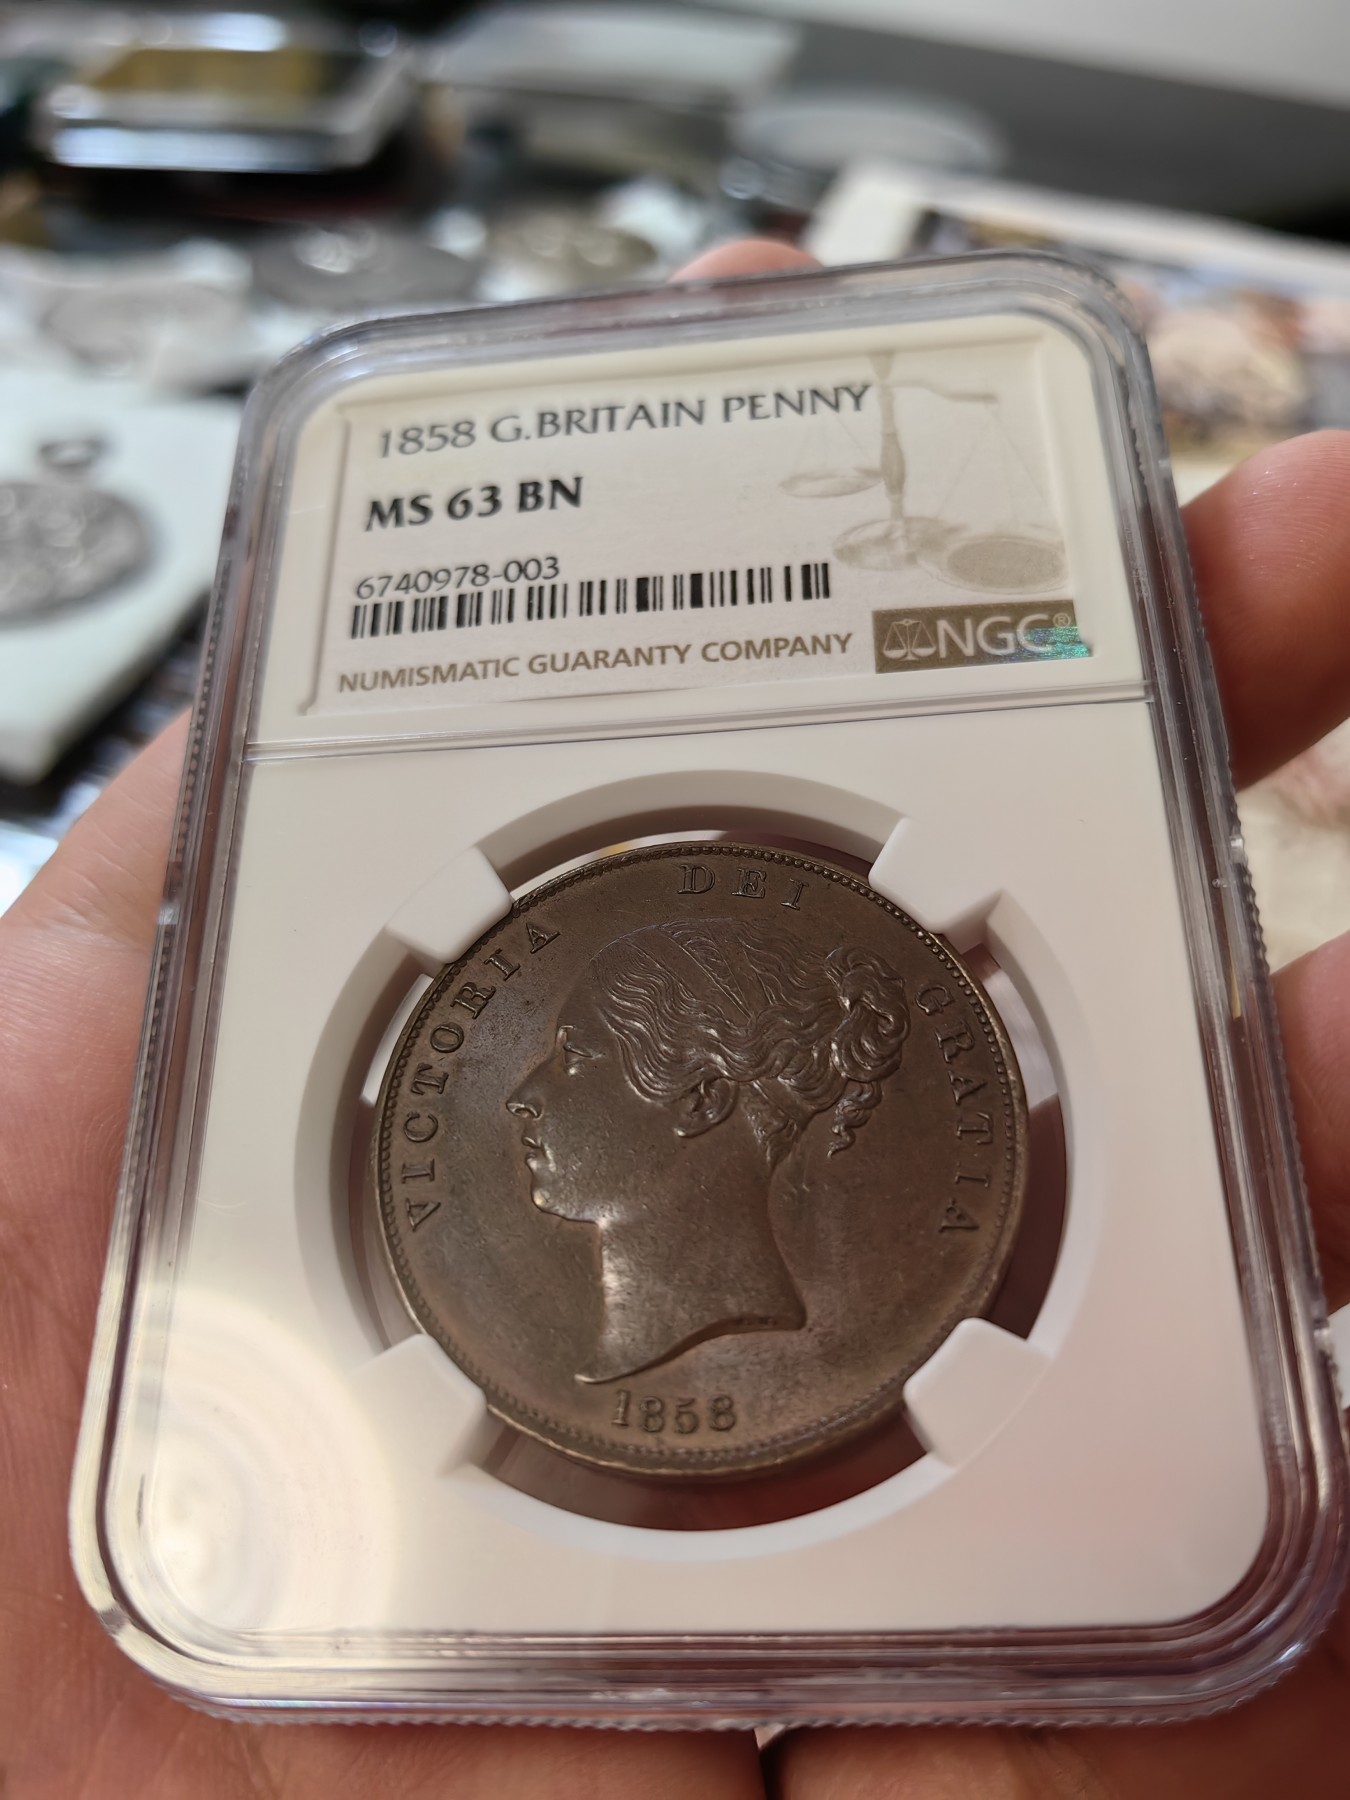 1858 G.BRITAIN PENNY
MS 63 BN
6740978-003
NUMISMATIC GUARANTY COMPANY
NGC®
VICTORIA DEI GRATIA
1858